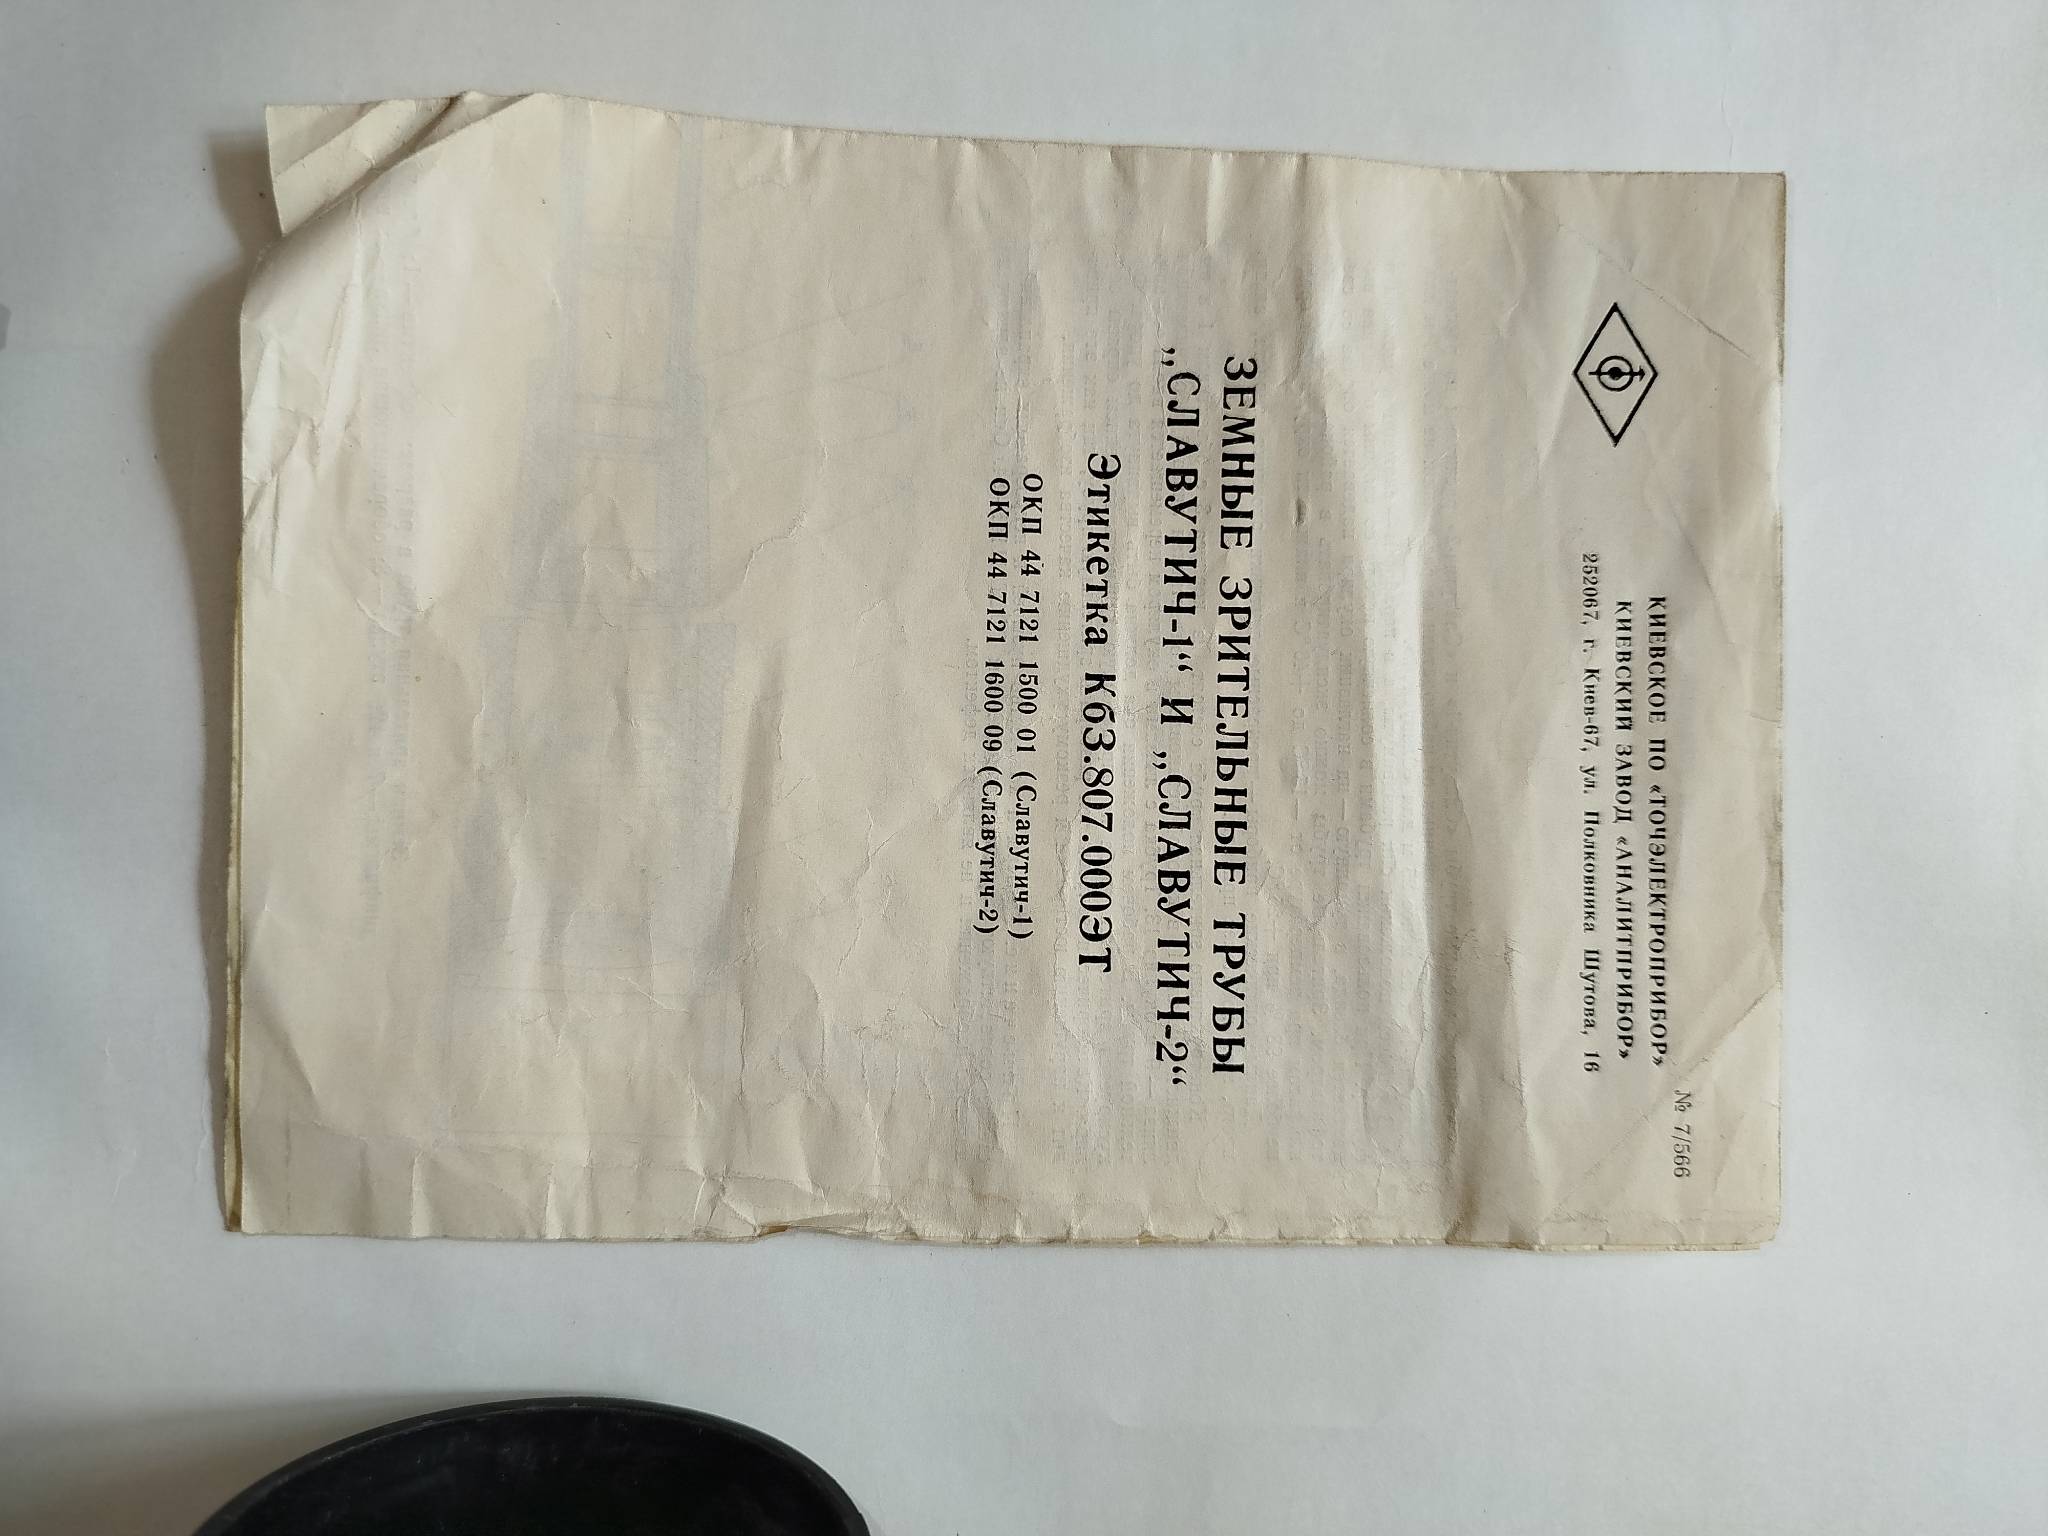 № 7/566
КИЕВСКОЕ ПО «ТОЧЭЛЕКТРОПРИБОР»
КИЕВСКИЙ ЗАВОД «АНАЛИТПРИБОР»
252067, г. Киев-67, ул. Полковника Шутова, 16
ЗЕМНЫЕ ЗРИТЕЛЬНЫЕ ТРУБЫ
„СЛАВУТИЧ-1“ И „СЛАВУТИЧ-2“
Этикетка Кб3.807.000ЭТ
ОКП 44 7121 1500 01 (Славутич-1)
ОКП 44 7121 1600 09 (Славутич-2)